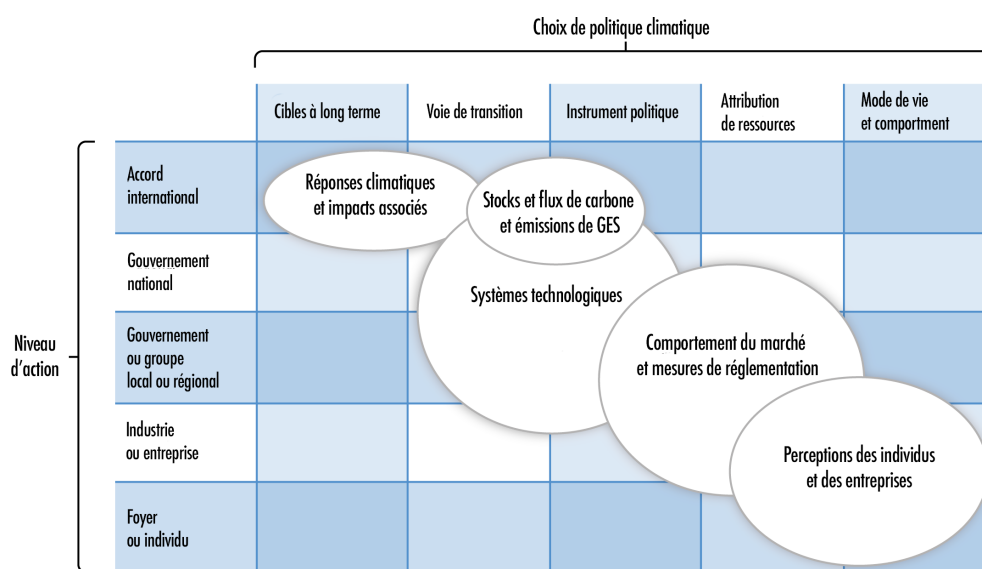 Choix de politique climatique
Cibles à long terme
Voie de transition
Instrument politique
Attribution
de ressources
Mode de vie
et comportment
Niveau
d'action
Accord
international
Gouvernement
national
Gouvernement
ou groupe
local ou régional
Industrie
ou entreprise
Foyer
ou individu
Réponses climatiques
et impacts associés
Stocks et flux de carbone
et émissions de GES
Systèmes technologiques
Comportement du marché
et mesures de réglementation
Perceptions des individus
et des entreprises